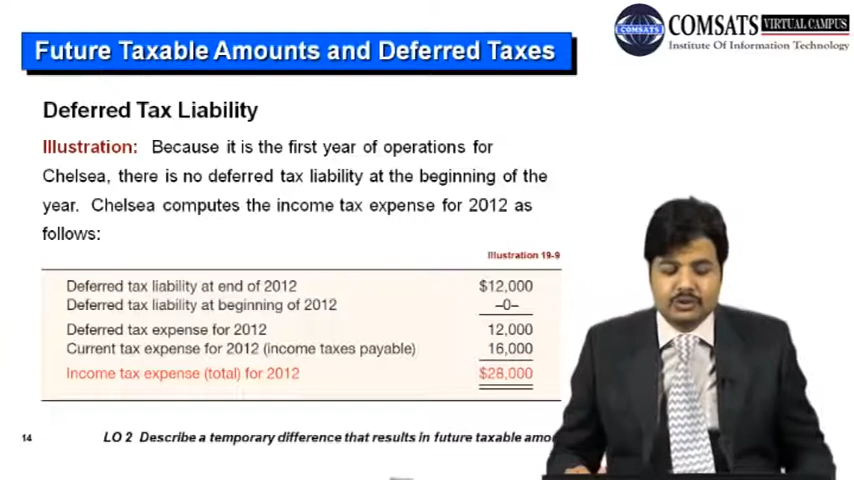 COMSATS VIRTUAL CAMPUS
Institute Of Information Technology
COMSATS
Future Taxable Amounts and Deferred Taxes
Deferred Tax Liability
Illustration: Because it is the first year of operations for
Chelsea, there is no deferred tax liability at the beginning of the
year. Chelsea computes the income tax expense for 2012 as
follows:
Illustration 19-9
Deferred tax liability at end of 2012 $12,000
Deferred tax liability at beginning of 2012 –0–
Deferred tax expense for 2012 12,000
Current tax expense for 2012 (income taxes payable) 16,000
Income tax expense (total) for 2012 $28,000
14 LO 2 Describe a temporary difference that results in future taxable amo